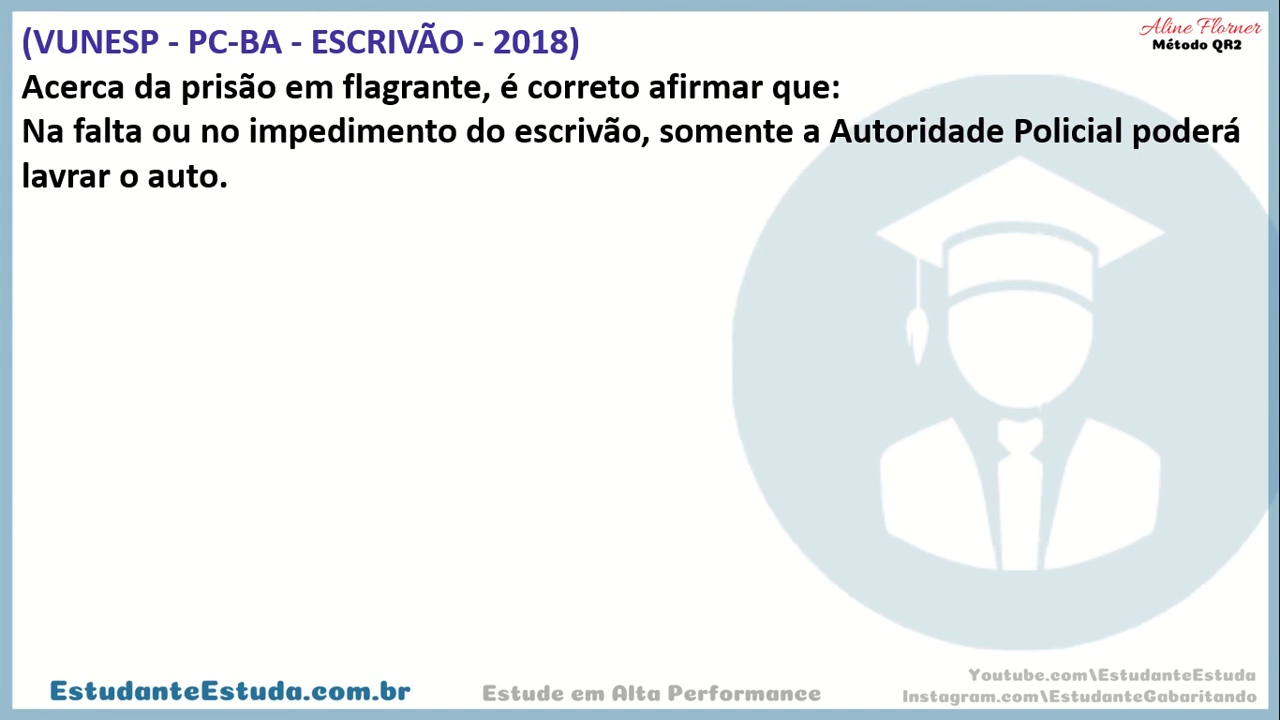 (VUNESP - PC-BA - ESCRIVÃO - 2018)
Aline Florner
Método QR2
Acerca da prisão em flagrante, é correto afirmar que:
Na falta ou no impedimento do escrivão, somente a Autoridade Policial poderá
lavrar o auto.
EstudanteEstuda.com.br
Estude em Alta Performance
Youtube.com\EstudanteEstuda
Instagram.com\EstudanteGabaritando